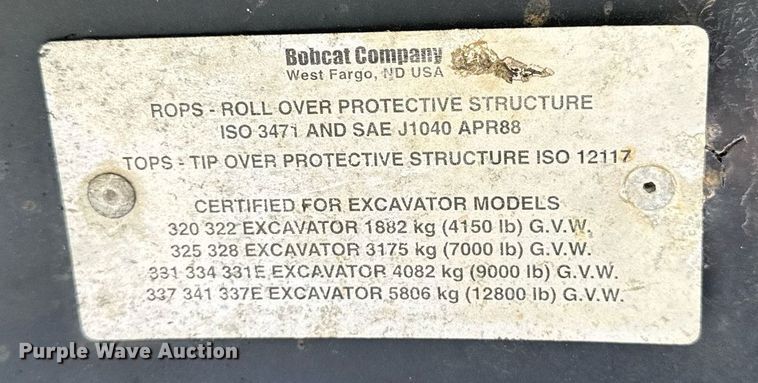 Bobcat Company
West Fargo, ND USA
ROPS - ROLL OVER PROTECTIVE STRUCTURE
ISO 3471 AND SAE J1040 APR88
TOPS - TIP OVER PROTECTIVE STRUCTURE ISO 12117
CERTIFIED FOR EXCAVATOR MODELS
320 322 EXCAVATOR 1882 kg (4150 lb) G.V.W.
325 328 EXCAVATOR 3175 kg (7000 lb) G.V.W.
331 334 331E EXCAVATOR 4082 kg (9000 lb) G.V.W.
337 341 337E EXCAVATOR 5806 kg (12800 lb) G.V.W.
Purple Wave Auction